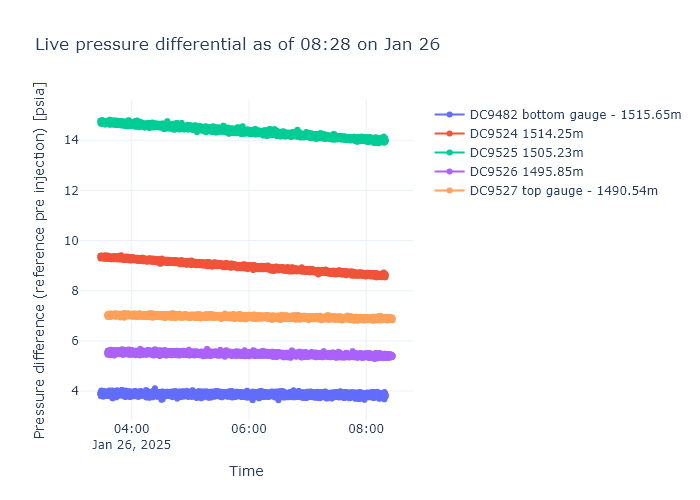 Live pressure differential as of 08:28 on Jan 26
Pressure difference (reference pre injection) [psia]
14
12
10
8
6
4
04:00
Jan 26, 2025
06:00
08:00
Time
DC9482 bottom gauge - 1515.65m
DC9524 1514.25m
DC9525 1505.23m
DC9526 1495.85m
DC9527 top gauge - 1490.54m